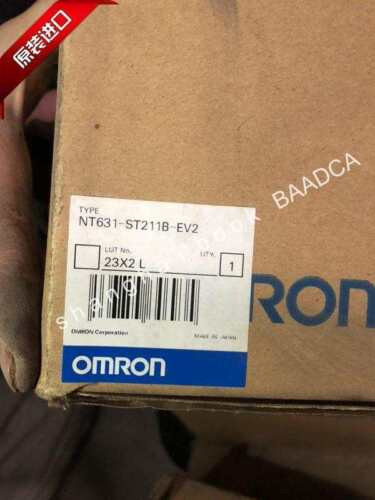 原装进口
TYPE
NT631-ST211B-EV2
LOT No.
QTY.
23X2 L
1
OMRON Corporation
MADE IN JAPAN
OMRON
RON
BAADCA